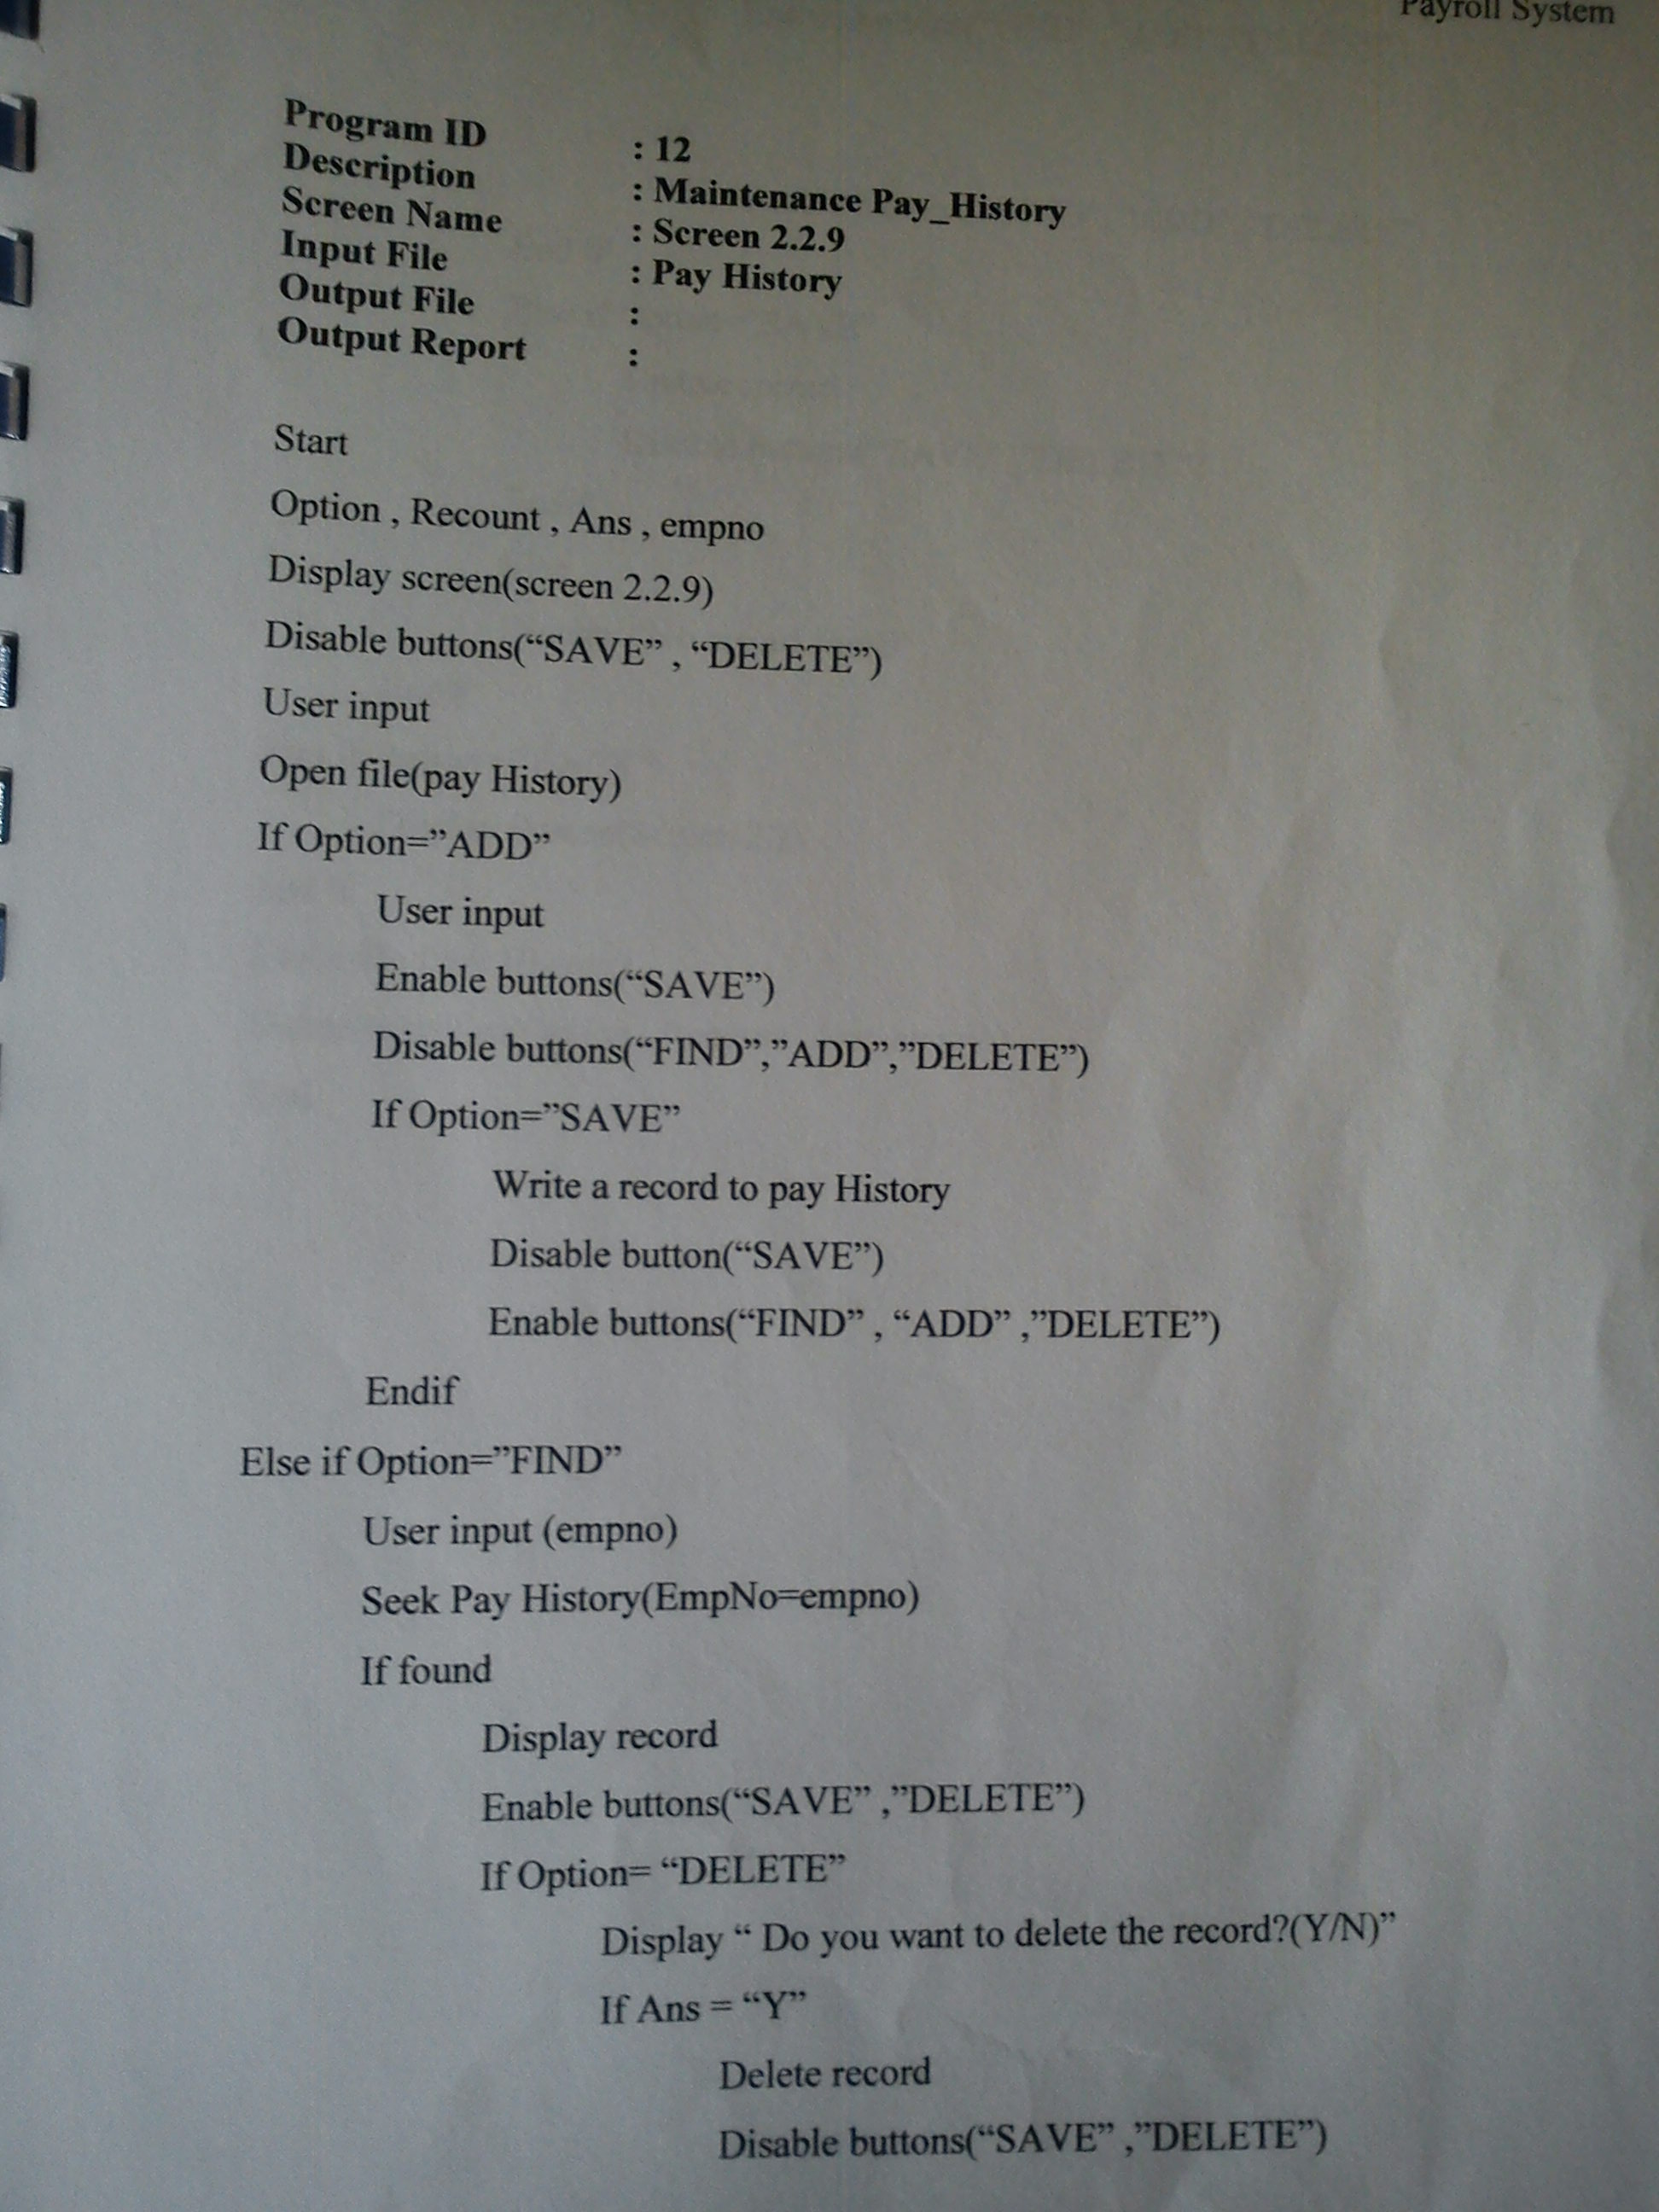 Payroll System
Program ID : 12
Description : Maintenance Pay_History
Screen Name : Screen 2.2.9
Input File : Pay History
Output File :
Output Report :
Start
Option , Recount , Ans , empno
Display screen(screen 2.2.9)
Disable buttons(“SAVE” , “DELETE”)
User input
Open file(pay History)
If Option=”ADD”
User input
Enable buttons(“SAVE”)
Disable buttons(“FIND”,”ADD”,”DELETE”)
If Option=”SAVE”
Write a record to pay History
Disable button(“SAVE”)
Enable buttons(“FIND” , “ADD” ,”DELETE”)
Endif
Else if Option=”FIND”
User input (empno)
Seek Pay History(EmpNo=empno)
If found
Display record
Enable buttons(“SAVE” ,”DELETE”)
If Option= “DELETE”
Display “ Do you want to delete the record?(Y/N)”
If Ans = “Y”
Delete record
Disable buttons(“SAVE” ,”DELETE”)